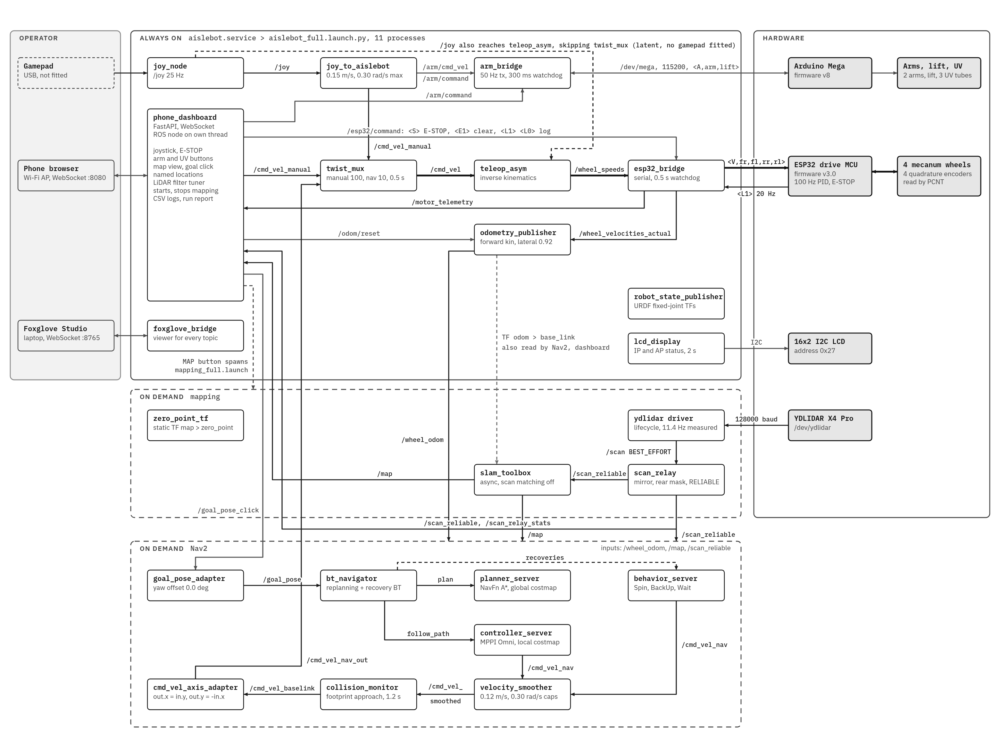 OPERATOR
ALWAYS ON aislebot.service > aislebot_full.launch.py, 11 processes
HARDWARE
/joy also reaches teleop_asym, skipping twist_mux (latent, no gamepad fitted)
Gamepad
USB, not fitted
joy_node
/joy 25 Hz
/joy
joy_to_aislebot
0.15 m/s, 0.30 rad/s max
/arm/cmd_vel
/arm/command
arm_bridge
50 Hz tx, 300 ms watchdog
/dev/mega, 115200, <A,arm,lift>
Arduino Mega
firmware v8
Arms, lift, UV
2 arms, lift, 3 UV tubes
/arm/command
phone_dashboard
FastAPI, WebSocket
ROS node on own thread
joystick, E-STOP
arm and UV buttons
map view, goal click
named locations
LiDAR filter tuner
starts, stops mapping
CSV logs, run report
/esp32/command: <S> E-STOP, <E1> clear, <L1> <L0> log
/cmd_vel_manual
Phone browser
Wi-Fi AP, WebSocket :8080
/cmd_vel_manual
twist_mux
manual 100, nav 10, 0.5 s
/cmd_vel
teleop_asym
inverse kinematics
/wheel_speeds
esp32_bridge
serial, 0.5 s watchdog
<V,fr,fl,rr,rl>
<L1> 20 Hz
ESP32 drive MCU
firmware v3.0
100 Hz PID, E-STOP
4 mecanum wheels
4 quadrature encoders
read by PCNT
/motor_telemetry
/odom/reset
odometry_publisher
forward kin, lateral 0.92
/wheel_velocities_actual
robot_state_publisher
URDF fixed-joint TFs
Foxglove Studio
laptop, WebSocket :8765
foxglove_bridge
viewer for every topic
TF odom > base_link
also read by Nav2, dashboard
lcd_display
IP and AP status, 2 s
I2C
16x2 I2C LCD
address 0x27
MAP button spawns
mapping_full.launch
ON DEMAND mapping
zero_point_tf
static TF map > zero_point
ydlidar driver
lifecycle, 11.4 Hz measured
128000 baud
YDLIDAR X4 Pro
/dev/ydlidar
/wheel_odom
/scan BEST_EFFORT
/map
slam_toolbox
async, scan matching off
/scan_reliable
scan_relay
mirror, rear mask, RELIABLE
/goal_pose_click
/scan_reliable, /scan_relay_stats
/map
/scan_reliable
ON DEMAND Nav2
inputs: /wheel_odom, /map, /scan_reliable
recoveries
goal_pose_adapter
yaw offset 0.0 deg
/goal_pose
bt_navigator
replanning + recovery BT
plan
planner_server
NavFn A*, global costmap
behavior_server
Spin, BackUp, Wait
follow_path
controller_server
MPPI Omni, local costmap
/cmd_vel_nav
/cmd_vel_nav_out
/cmd_vel_nav
cmd_vel_axis_adapter
out.x = in.y, out.y = -in.x
/cmd_vel_baselink
collision_monitor
footprint approach, 1.2 s
/cmd_vel_
smoothed
velocity_smoother
0.12 m/s, 0.30 rad/s caps